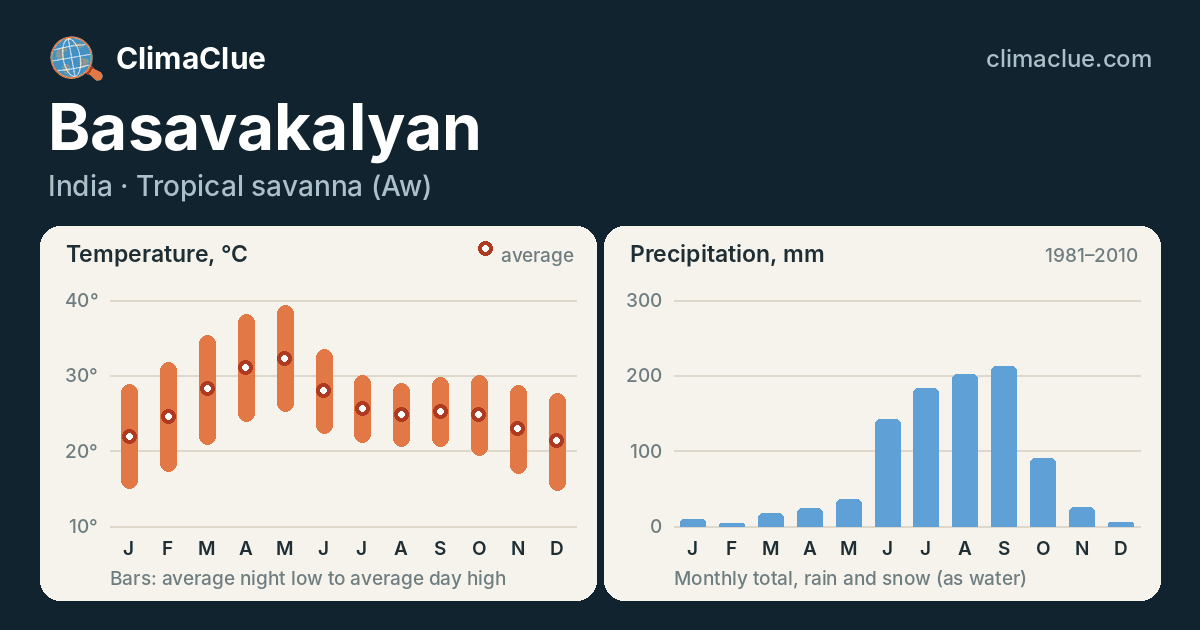 ClimaClue
climaclue.com
Basavakalyan
India · Tropical savanna (Aw)
Temperature, °C
average
40°
30°
20°
10°
J F M A M J J A S O N D
Bars: average night low to average day high
Precipitation, mm
1981–2010
300
200
100
0
J F M A M J J A S O N D
Monthly total, rain and snow (as water)